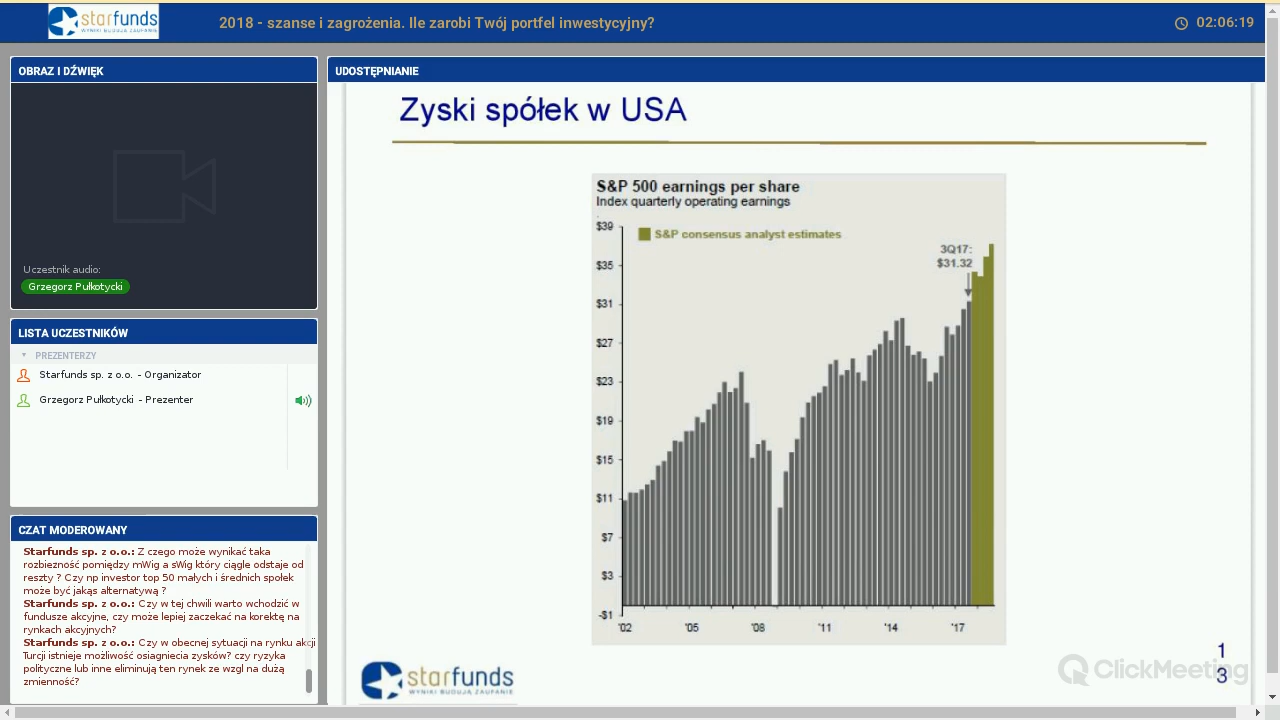 starfunds
WYNIKI BUDUJĄ ZAUFANIE
2018 - szanse i zagrożenia. Ile zarobi Twój portfel inwestycyjny?
02:06:19
OBRAZ I DŹWIĘK
Uczestnik audio:
Grzegorz Pułkotycki
LISTA UCZESTNIKÓW
PREZENTERZY
Starfunds sp. z o.o. - Organizator
Grzegorz Pułkotycki - Prezenter
CZAT MODEROWANY
Starfunds sp. z o.o.: Z czego może wynikać taka
rozbiezność pomiędzy mWig a sWig który ciągle odstaje od
reszty ? Czy np investor top 50 małych i średnich społek
może być jakąs alternatywą ?
Starfunds sp. z o.o.: Czy w tej chwili warto wchodzić w
fundusze akcyjne, czy może lepiej zaczekać na korektę na
rynkach akcyjnych?
Starfunds sp. z o.o.: Czy w obecnej sytuacji na rynku akcji
Turcji istnieje możliwość osiagniecia zysków? czy ryzyka
polityczne lub inne eliminują ten rynek ze wzgl na dużą
zmienność?
UDOSTĘPNIANIE
Zyski spółek w USA
S&P 500 earnings per share
Index quarterly operating earnings
S&P consensus analyst estimates
3Q17:
$31.32
$39
$35
$31
$27
$23
$19
$15
$11
$7
$3
-$1
'02 '05 '08 '11 '14 '17
starfunds
WYNIKI BUDUJĄ ZAUFANIE
ClickMeeting
1
3